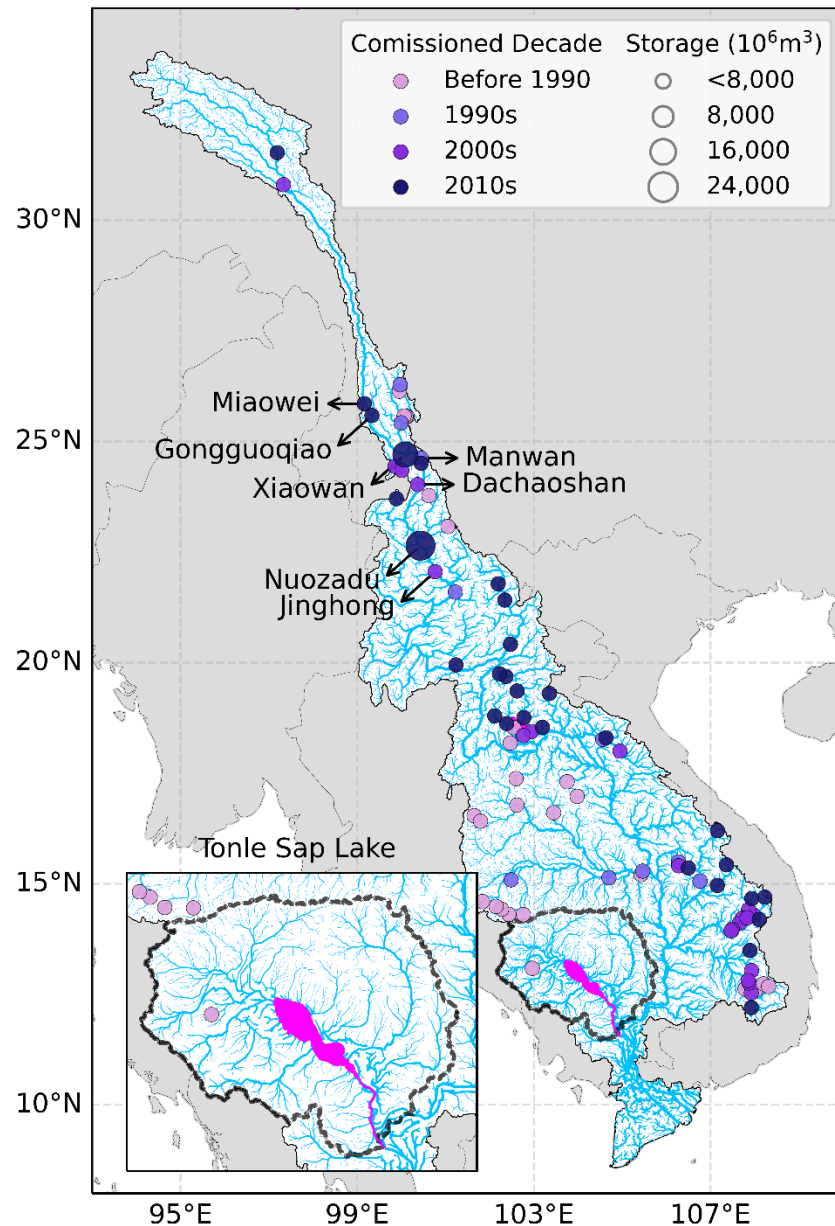 Comissioned Decade
Before 1990
1990s
2000s
2010s
Storage (10⁶m³)
<8,000
8,000
16,000
24,000
30°N
25°N
20°N
15°N
10°N
Miaowei
Gongguoqiao
Xiaowan
Manwan
Dachaoshan
Nuozadu
Jinghong
Tonle Sap Lake
95°E
99°E
103°E
107°E